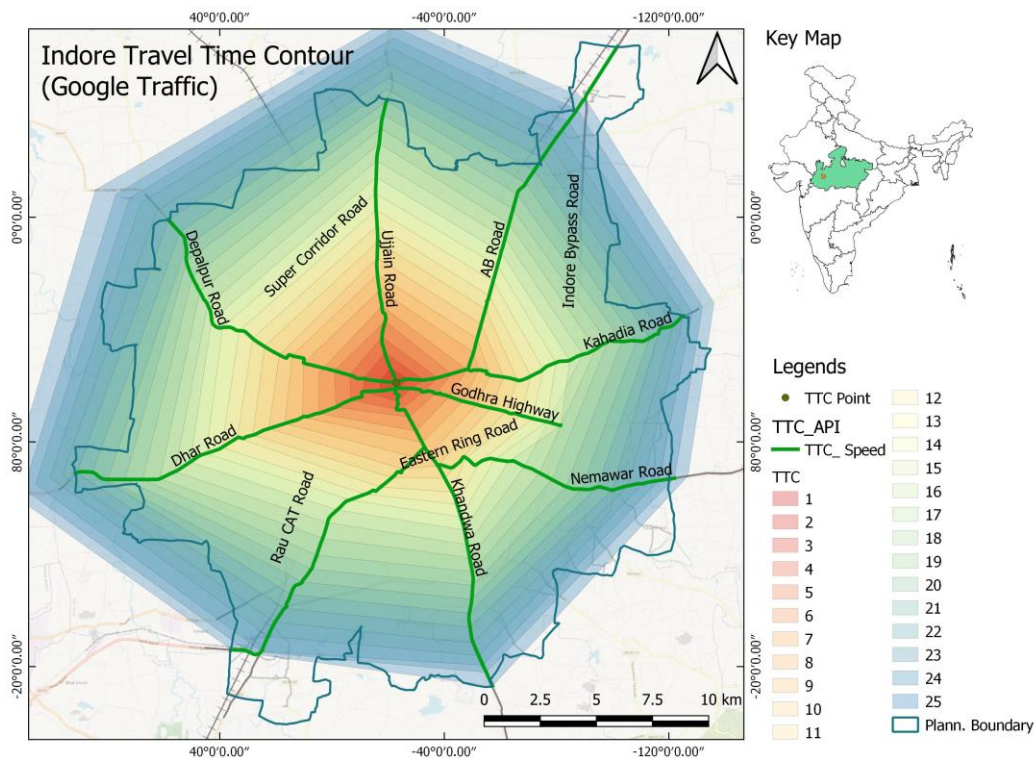 40°0'0.00"
-40°0'0.00"
-120°0'0.00"
Indore Travel Time Contour
(Google Traffic)
Key Map
0°0'0.00"
0°0'0.00"
Depalpur Road
Super Corridor Road
Ujjain Road
AB Road
Indore Bypass Road
Kahadia Road
Godhra Highway
Dhar Road
Eastern Ring Road
Nemawar Road
Rau CAT Road
Khandwa Road
80°0'0.00"
80°0'0.00"
-20°0'0.00"
-20°0'0.00"
0 2.5 5 7.5 10 km
40°0'0.00"
-40°0'0.00"
-120°0'0.00"
Legends
TTC Point
TTC_API
TTC_ Speed
TTC
1
2
3
4
5
6
7
8
9
10
11
12
13
14
15
16
17
18
19
20
21
22
23
24
25
Plann. Boundary